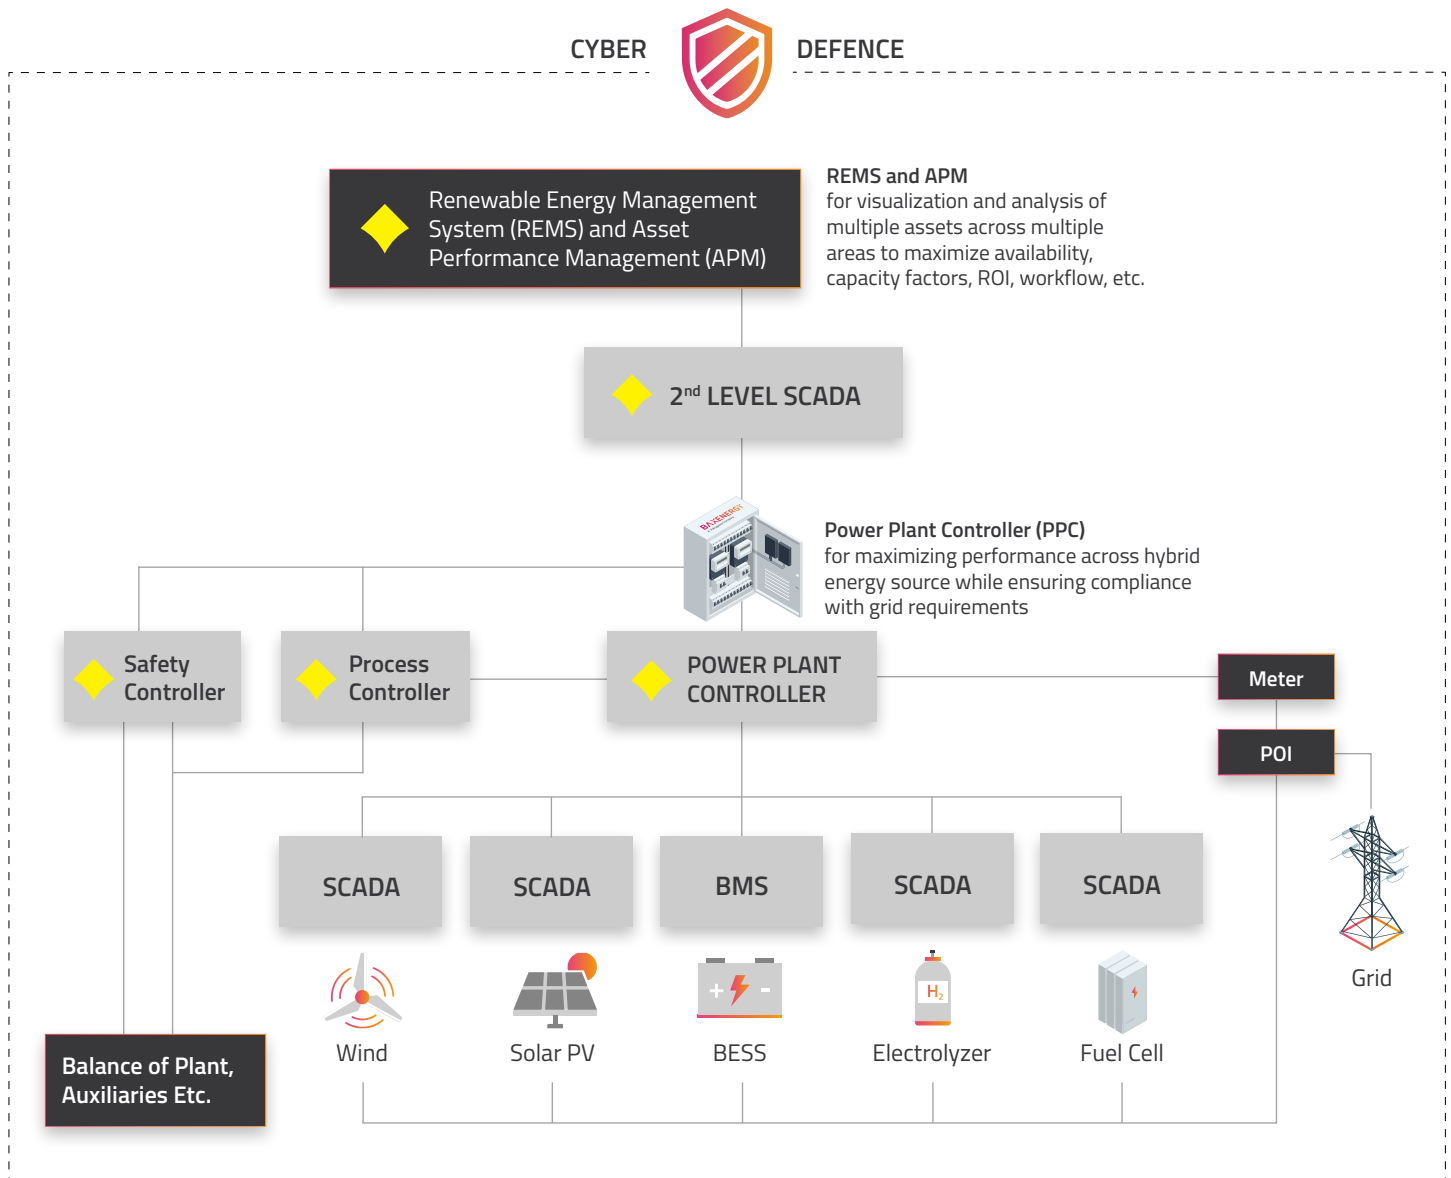 CYBER DEFENCE
Renewable Energy Management
System (REMS) and Asset
Performance Management (APM)
REMS and APM
for visualization and analysis of
multiple assets across multiple
areas to maximize availability,
capacity factors, ROI, workflow, etc.
2nd LEVEL SCADA
BAXENERGY
Power Plant Controller (PPC)
for maximizing performance across hybrid
energy source while ensuring compliance
with grid requirements
Safety
Controller
Process
Controller
POWER PLANT
CONTROLLER
Meter
POI
SCADA
SCADA
BMS
SCADA
SCADA
+ -
H2
Grid
Wind
Solar PV
BESS
Electrolyzer
Fuel Cell
Balance of Plant,
Auxiliaries Etc.